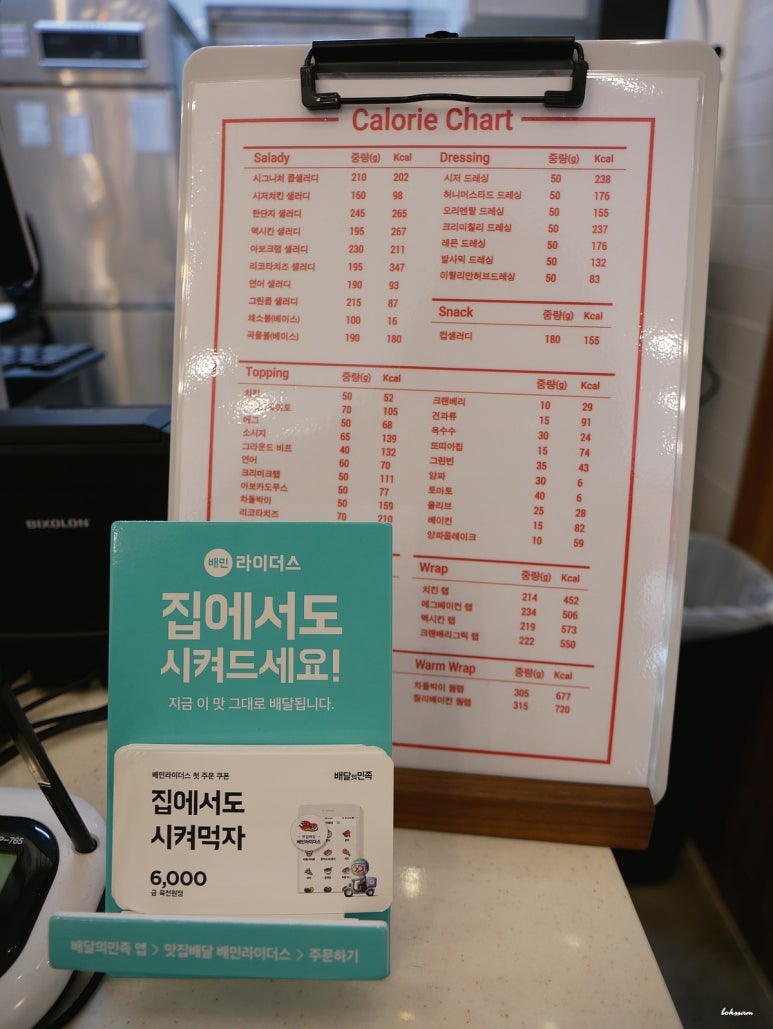 Calorie Chart
Salady 중량(g) Kcal
시그니처 콥샐러디 210 202
시저치킨 샐러디 160 98
탄단지 샐러디 245 265
멕시칸 샐러디 195 267
아보크랩 샐러디 230 211
리코타치즈 샐러디 195 347
연어 샐러디 190 93
그린콥 샐러디 215 87
채소볼(베이스) 100 16
곡물볼(베이스) 190 180
Dressing 중량(g) Kcal
시저 드레싱 50 238
허니머스타드 드레싱 50 176
오리엔탈 드레싱 50 155
크리미칠리 드레싱 50 237
레몬 드레싱 50 176
발사믹 드레싱 50 132
이탈리안허브드레싱 50 83
Snack 중량(g) Kcal
컵샐러디 180 155
Topping 중량(g) Kcal
치킨 50 52
70 105
에그 50 68
소시지 65 139
그라운드 비프 40 132
연어 60 70
크리미크랩 50 111
아보카도무스 50 77
차돌박이 50 159
리코타치즈 70 210
중량(g) Kcal
크랜베리 10 29
견과류 15 91
옥수수 30 24
또띠아칩 15 74
그린빈 35 43
양파 30 6
토마토 40 6
올리브 25 28
베이컨 15 82
양파플레이크 10 59
Wrap 중량(g) Kcal
치킨 랩 214 452
에그베이컨 랩 234 506
멕시칸 랩 219 573
크랜베리그릭 랩 222 550
Warm Wrap 중량(g) Kcal
차돌박이 웜랩 305 677
칠리베이컨 웜랩 315 720
BIXOLON
배민 라이더스
집에서도
시켜드세요!
지금 이 맛 그대로 배달됩니다.
배민라이더스 첫 주문 쿠폰
배달의민족
집에서도
시켜먹자
6,000
금 육천원정
배민라이더스
배달의민족 앱 > 맛집배달 배민라이더스 > 주문하기
P-765
bokssam